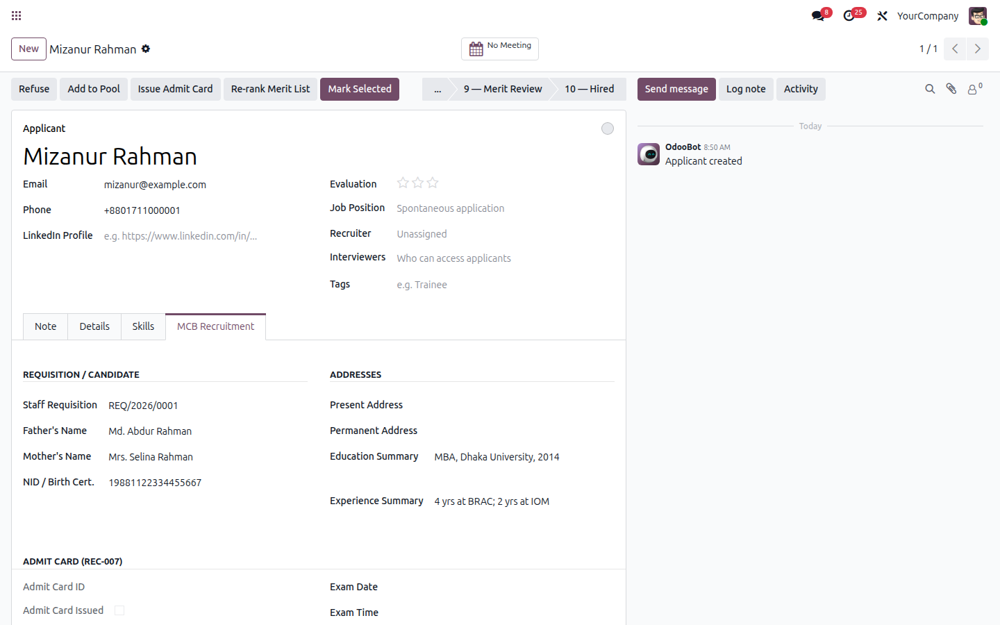 8
25
YourCompany
New
Mizanur Rahman
No Meeting
1 / 1
Refuse
Add to Pool
Issue Admit Card
Re-rank Merit List
Mark Selected
...
9 — Merit Review
10 — Hired
Send message
Log note
Activity
0
Applicant
Mizanur Rahman
Email
mizanur@example.com
Phone
+8801711000001
LinkedIn Profile
e.g. https://www.linkedin.com/in/...
Evaluation
Job Position
Spontaneous application
Recruiter
Unassigned
Interviewers
Who can access applicants
Tags
e.g. Trainee
Today
OdooBot 8:50 AM
Applicant created
Note
Details
Skills
MCB Recruitment
REQUISITION / CANDIDATE
Staff Requisition
REQ/2026/0001
Father's Name
Md. Abdur Rahman
Mother's Name
Mrs. Selina Rahman
NID / Birth Cert.
19881122334455667
ADDRESSES
Present Address
Permanent Address
Education Summary
MBA, Dhaka University, 2014
Experience Summary
4 yrs at BRAC; 2 yrs at IOM
ADMIT CARD (REC-007)
Admit Card ID
Admit Card Issued
Exam Date
Exam Time